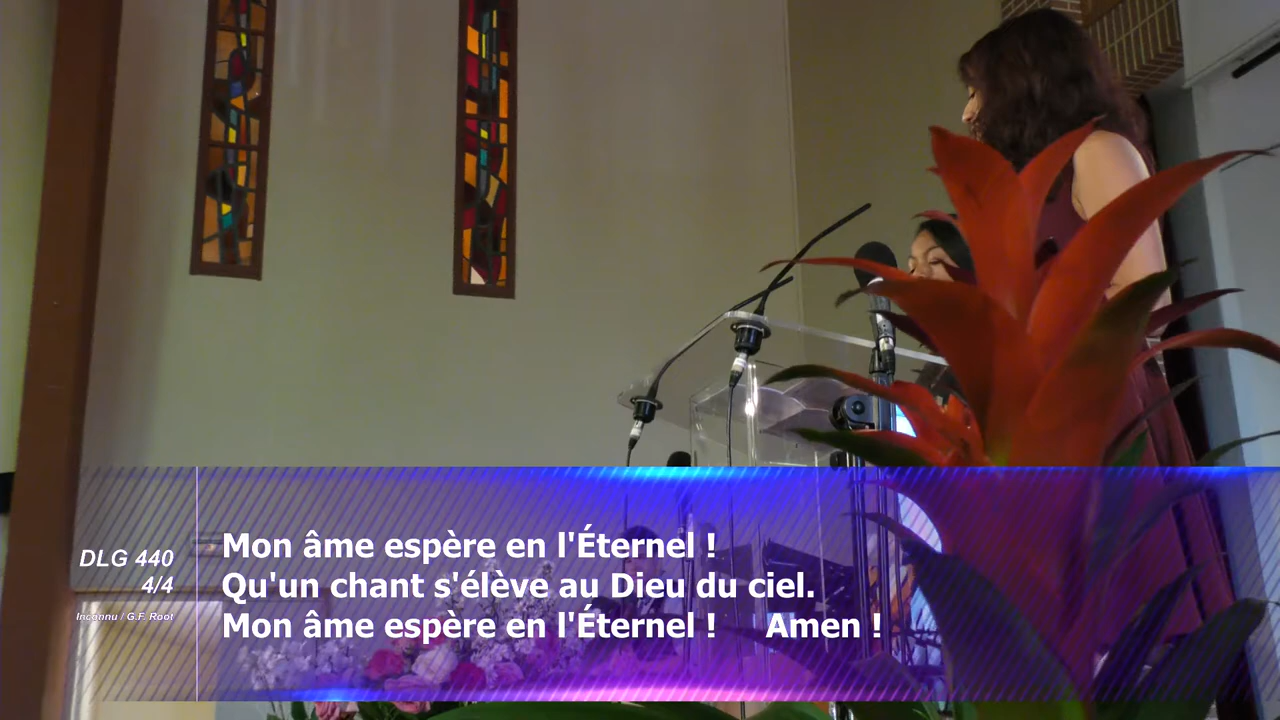 DLG 440
4/4
Inconnu / G.F. Root
Mon âme espère en l'Éternel !
Qu'un chant s'élève au Dieu du ciel.
Mon âme espère en l'Éternel ! Amen !